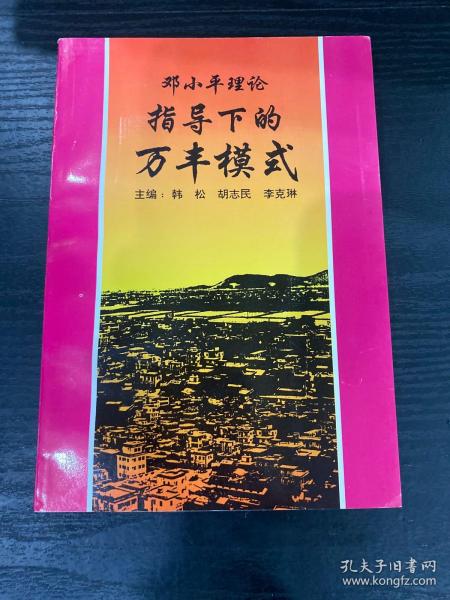 邓小平理论
指导下的
万丰模式
主编：韩 松 胡志民 李克琳
孔夫子旧书网
www.kongfz.com